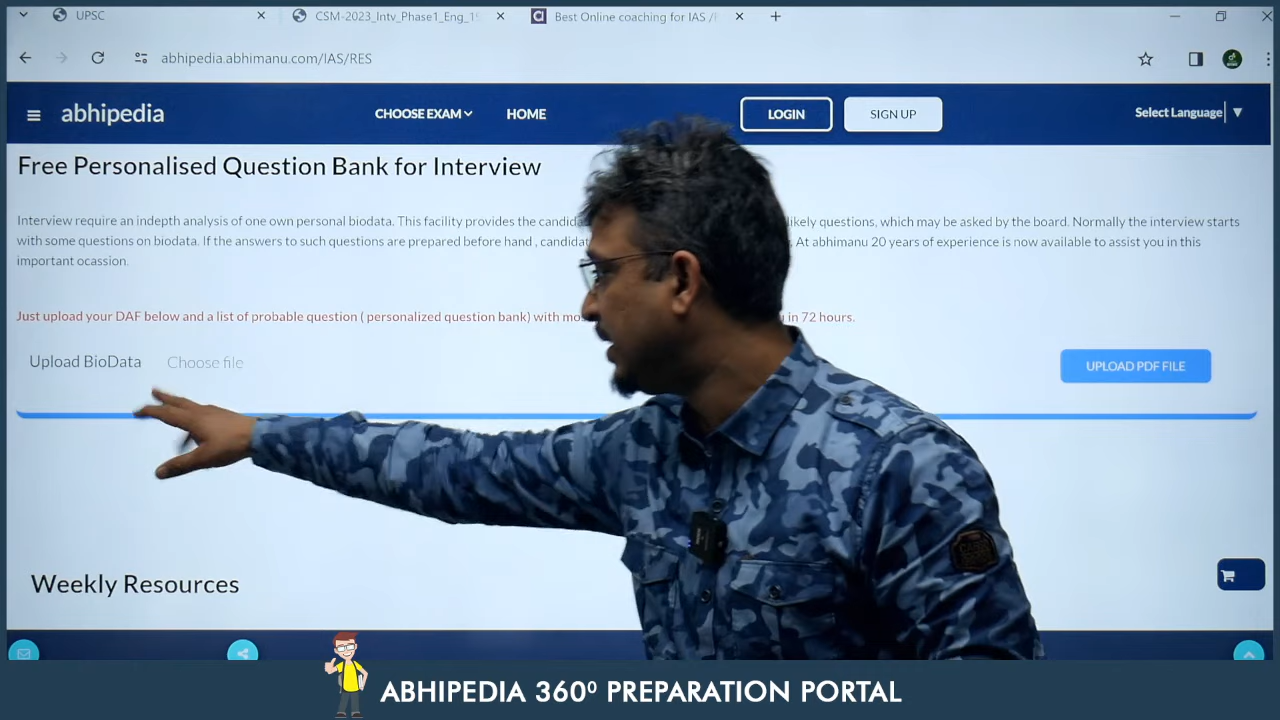 UPSC
CSM-2023_Intv_Phase1_Eng_1
Best Online coaching for IAS /
abhipedia.abhimanu.com/IAS/RES
abhipedia
CHOOSE EXAM
HOME
LOGIN
SIGN UP
Select Language
Free Personalised Question Bank for Interview
Interview require an indepth analysis of one own personal biodata. This facility provides the likely questions, which may be asked by the board. Normally the interview starts
with some questions on biodata. If the answers to such questions are prepared before hand , At abhimanu 20 years of experience is now available to assist you in this
important ocassion.
Just upload your DAF below and a list of probable question ( personalized question bank) with in 72 hours.
Upload BioData Choose file
UPLOAD PDF FILE
Weekly Resources
ABHIPEDIA 360⁰ PREPARATION PORTAL